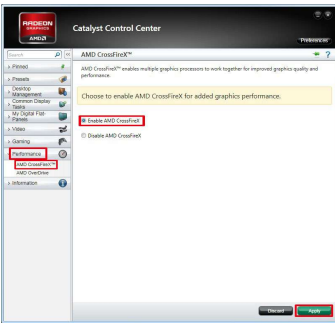 RADEON
GRAPHICS
AMD
Catalyst Control Center
Preferences
Search
AMD CrossFireX™
Pinned
Presets
Desktop
Management
Common Display
Tasks
My Digital Flat-
Panels
Video
Gaming
Performance
AMD CrossFireX™
AMD OverDrive
Information
AMD CrossFireX™ enables multiple graphics processors to work together for improved graphics quality and
performance.
Choose to enable AMD CrossFireX for added graphics performance.
Enable AMD CrossFireX
Disable AMD CrossFireX
Discard
Apply